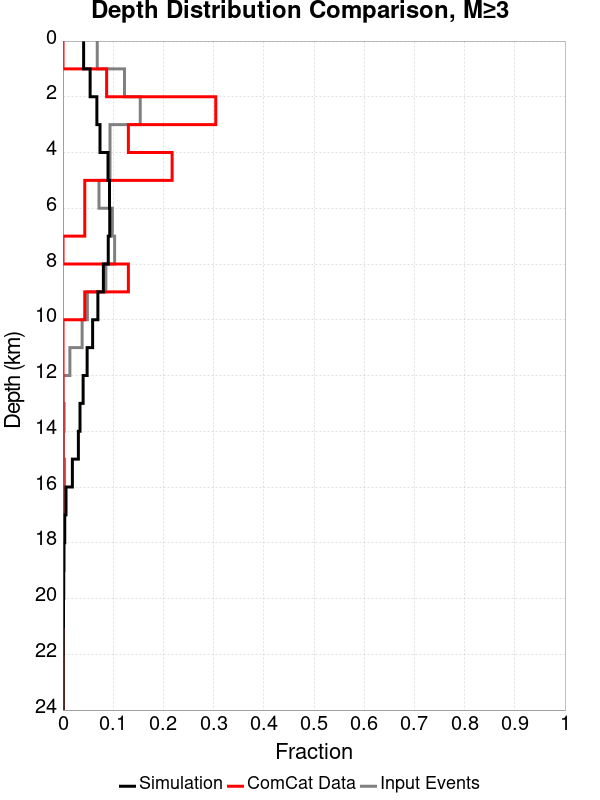 Depth Distribution Comparison, M≥3
0
2
4
6
8
10
12
14
16
18
20
22
24
Depth (km)
0 0.1 0.2 0.3 0.4 0.5 0.6 0.7 0.8 0.9 1
Fraction
Simulation ComCat Data Input Events